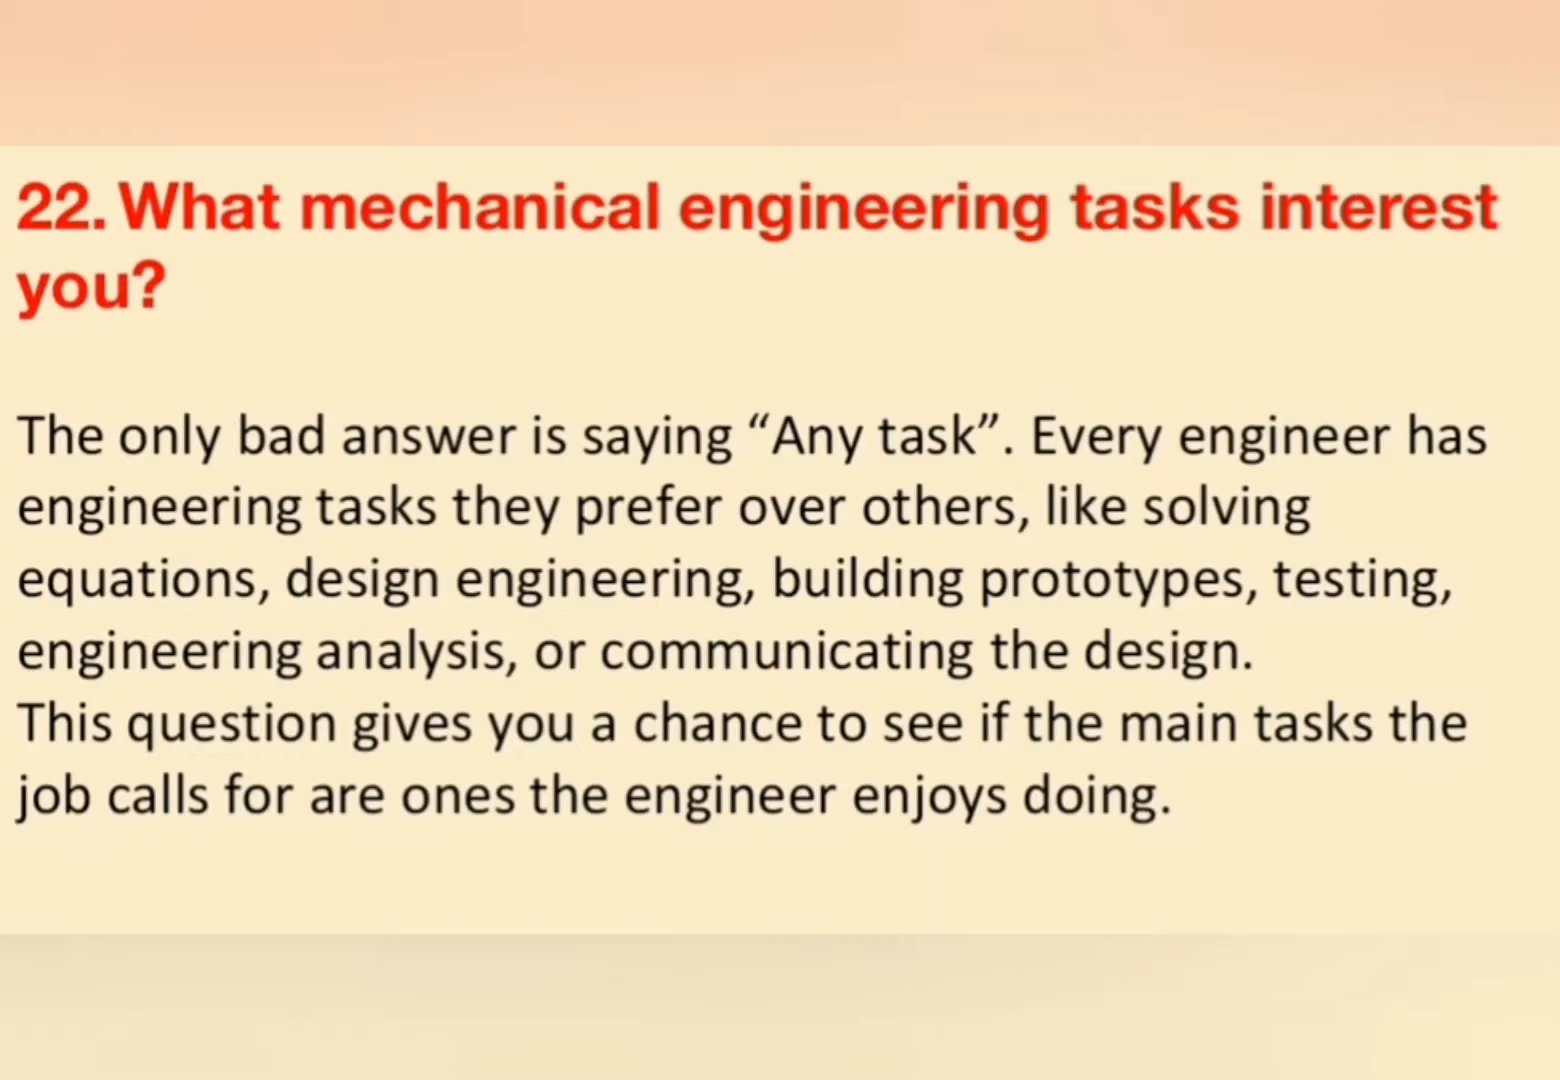 22. What mechanical engineering tasks interest
you?
The only bad answer is saying “Any task”. Every engineer has
engineering tasks they prefer over others, like solving
equations, design engineering, building prototypes, testing,
engineering analysis, or communicating the design.
This question gives you a chance to see if the main tasks the
job calls for are ones the engineer enjoys doing.